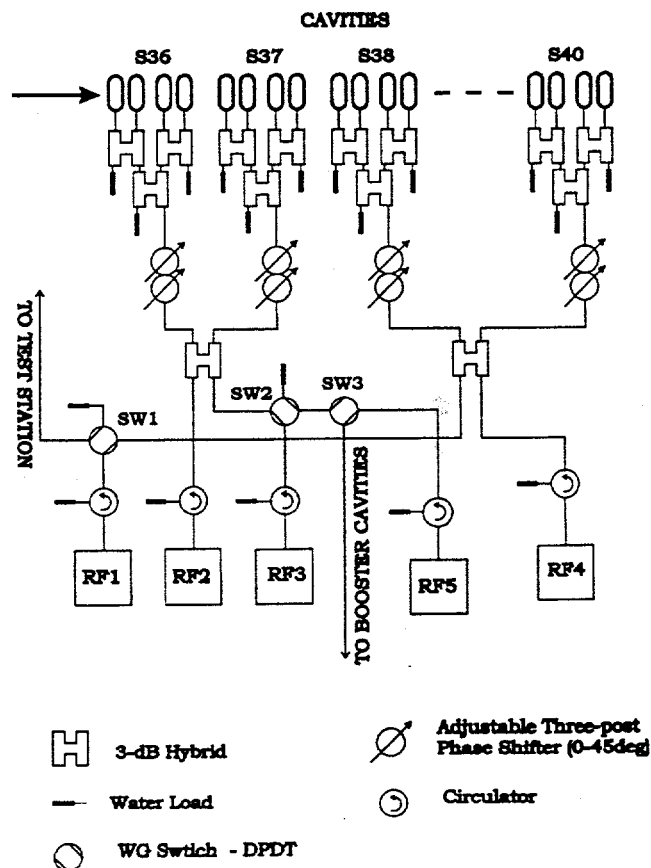 CAVITIES
S36 S37 S38 S40
TO TEST STATION
SW1
SW2
SW3
TO BOOSTER CAVITIES
RF1
RF2
RF3
RF5
RF4
3-dB Hybrid
Adjustable Three-post
Phase Shifter (0-45deg)
Water Load
Circulator
WG Swtich - DPDT